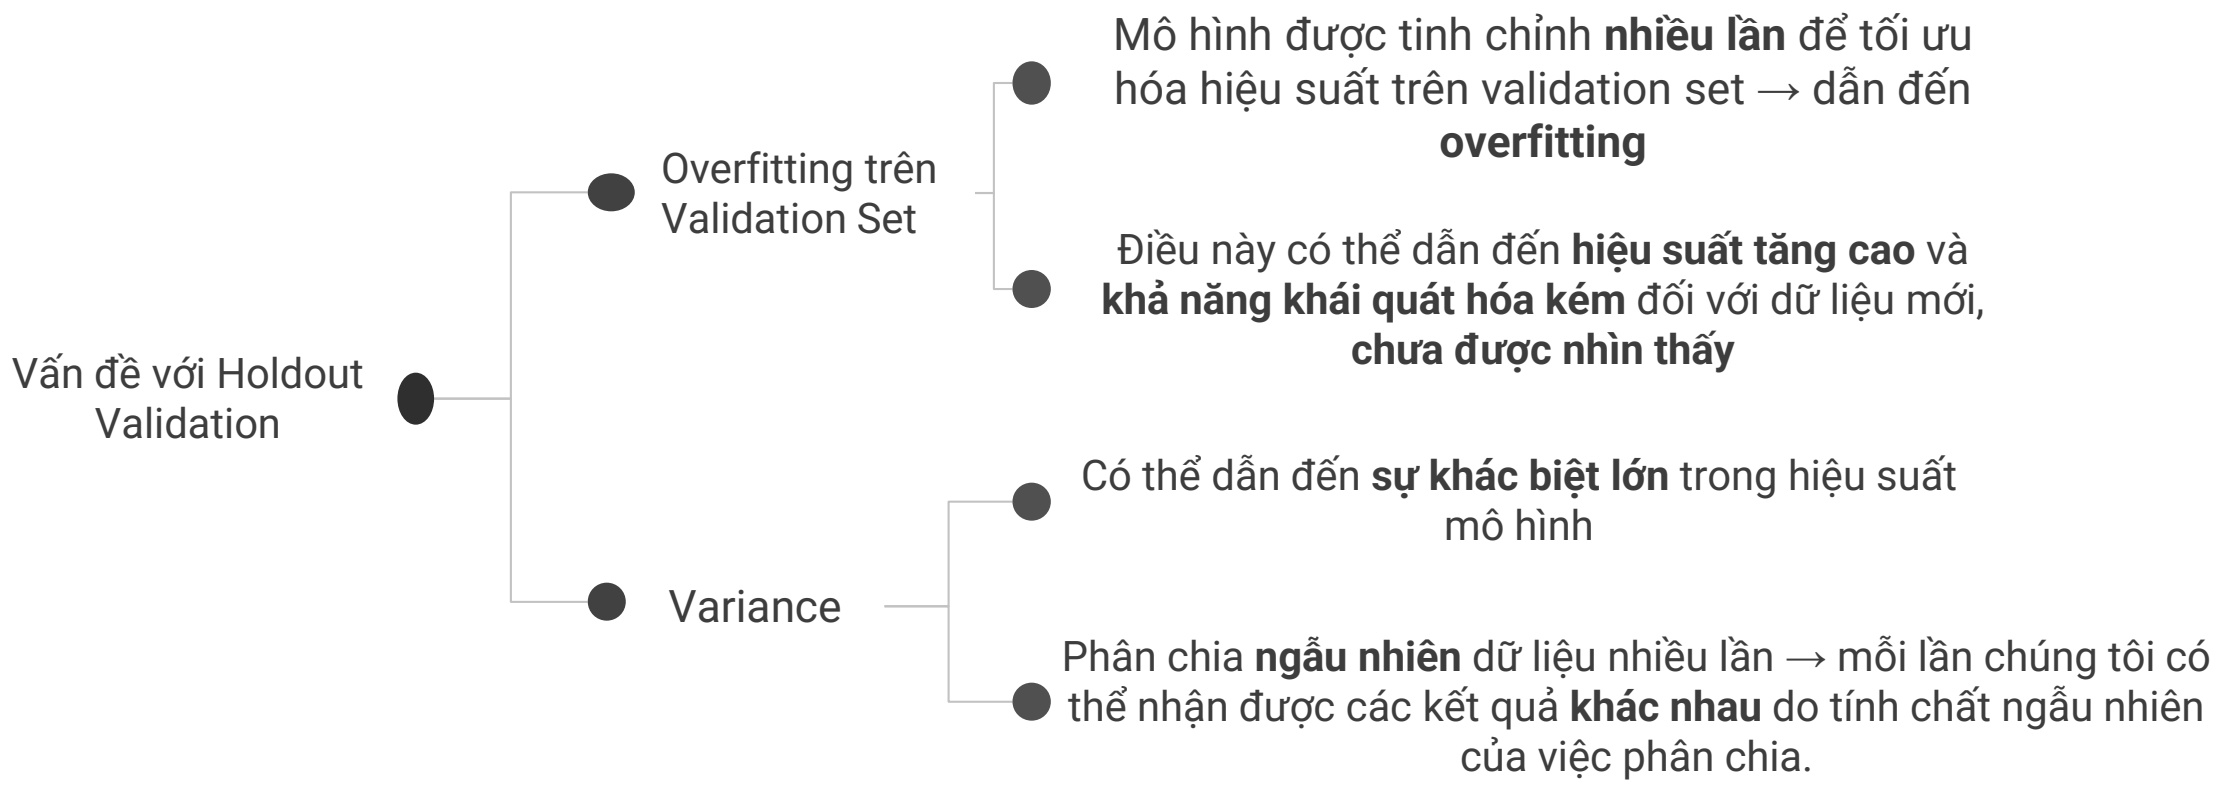 Vấn đề với Holdout
Validation
Overfitting trên
Validation Set
Mô hình được tinh chỉnh nhiều lần để tối ưu
hóa hiệu suất trên validation set → dẫn đến
overfitting
Điều này có thể dẫn đến hiệu suất tăng cao và
khả năng khái quát hóa kém đối với dữ liệu mới,
chưa được nhìn thấy
Variance
Có thể dẫn đến sự khác biệt lớn trong hiệu suất
mô hình
Phân chia ngẫu nhiên dữ liệu nhiều lần → mỗi lần chúng tôi có
thể nhận được các kết quả khác nhau do tính chất ngẫu nhiên
của việc phân chia.